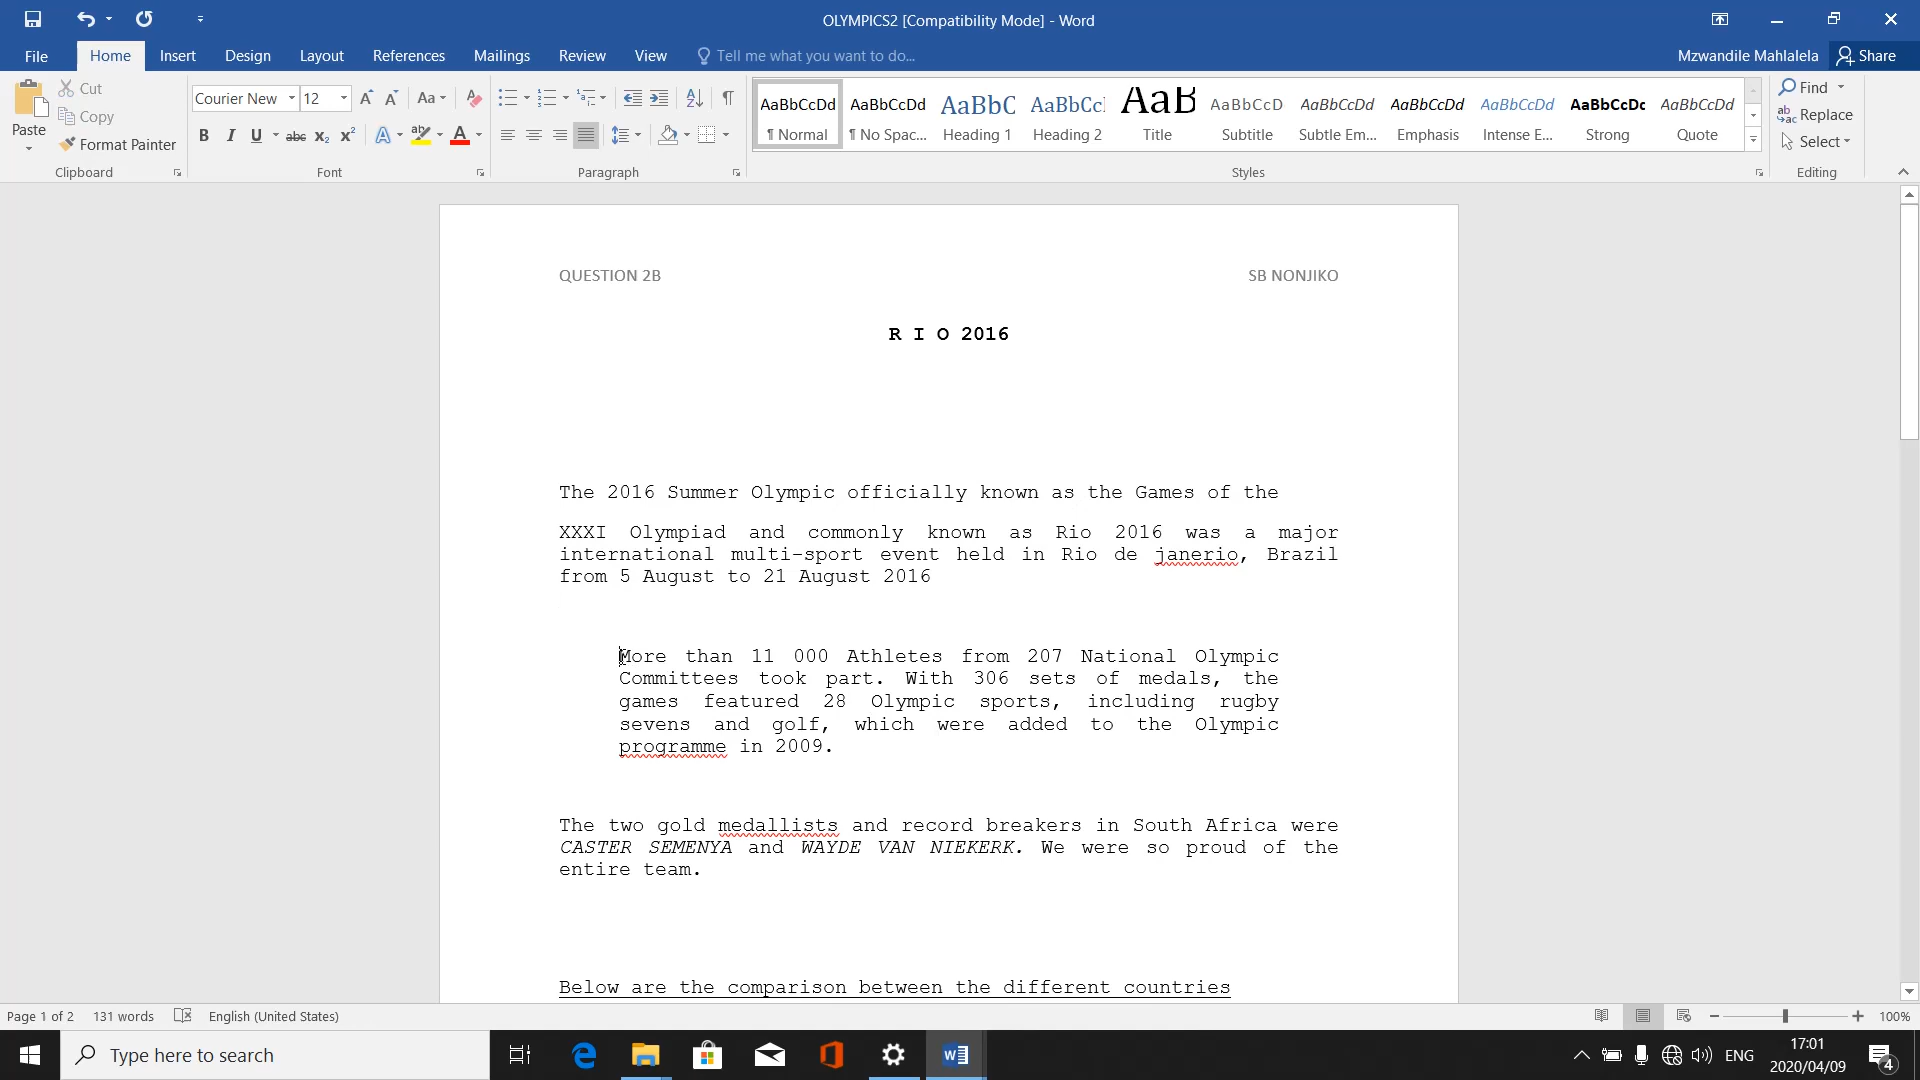 OLYMPICS2 [Compatibility Mode] - Word
File Home Insert Design Layout References Mailings Review View Tell me what you want to do... Mzwandile Mahlalela Share
Paste Cut Copy Format Painter
Clipboard
Courier New 12 Aa
B I U abc x₂ x² A ab A
Font
Paragraph
AaBbCcDd AaBbCcDd AaBbC AaBbCc AaB AaBbCcD AaBbCcDd AaBbCcDd AaBbCcDd AaBbCcDc AaBbCcDd
¶ Normal ¶ No Spac... Heading 1 Heading 2 Title Subtitle Subtle Em... Emphasis Intense E... Strong Quote
Styles
Find
Replace
Select
Editing
QUESTION 2B SB NONJIKO
R I O 2016
The 2016 Summer Olympic officially known as the Games of the
XXXI Olympiad and commonly known as Rio 2016 was a major
international multi-sport event held in Rio de janerio, Brazil
from 5 August to 21 August 2016
More than 11 000 Athletes from 207 National Olympic
Committees took part. With 306 sets of medals, the
games featured 28 Olympic sports, including rugby
sevens and golf, which were added to the Olympic
programme in 2009.
The two gold medallists and record breakers in South Africa were
CASTER SEMENYA and WAYDE VAN NIEKERK. We were so proud of the
entire team.
Below are the comparison between the different countries
Page 1 of 2 131 words English (United States) 100%
Type here to search ENG 17:01
2020/04/09 4